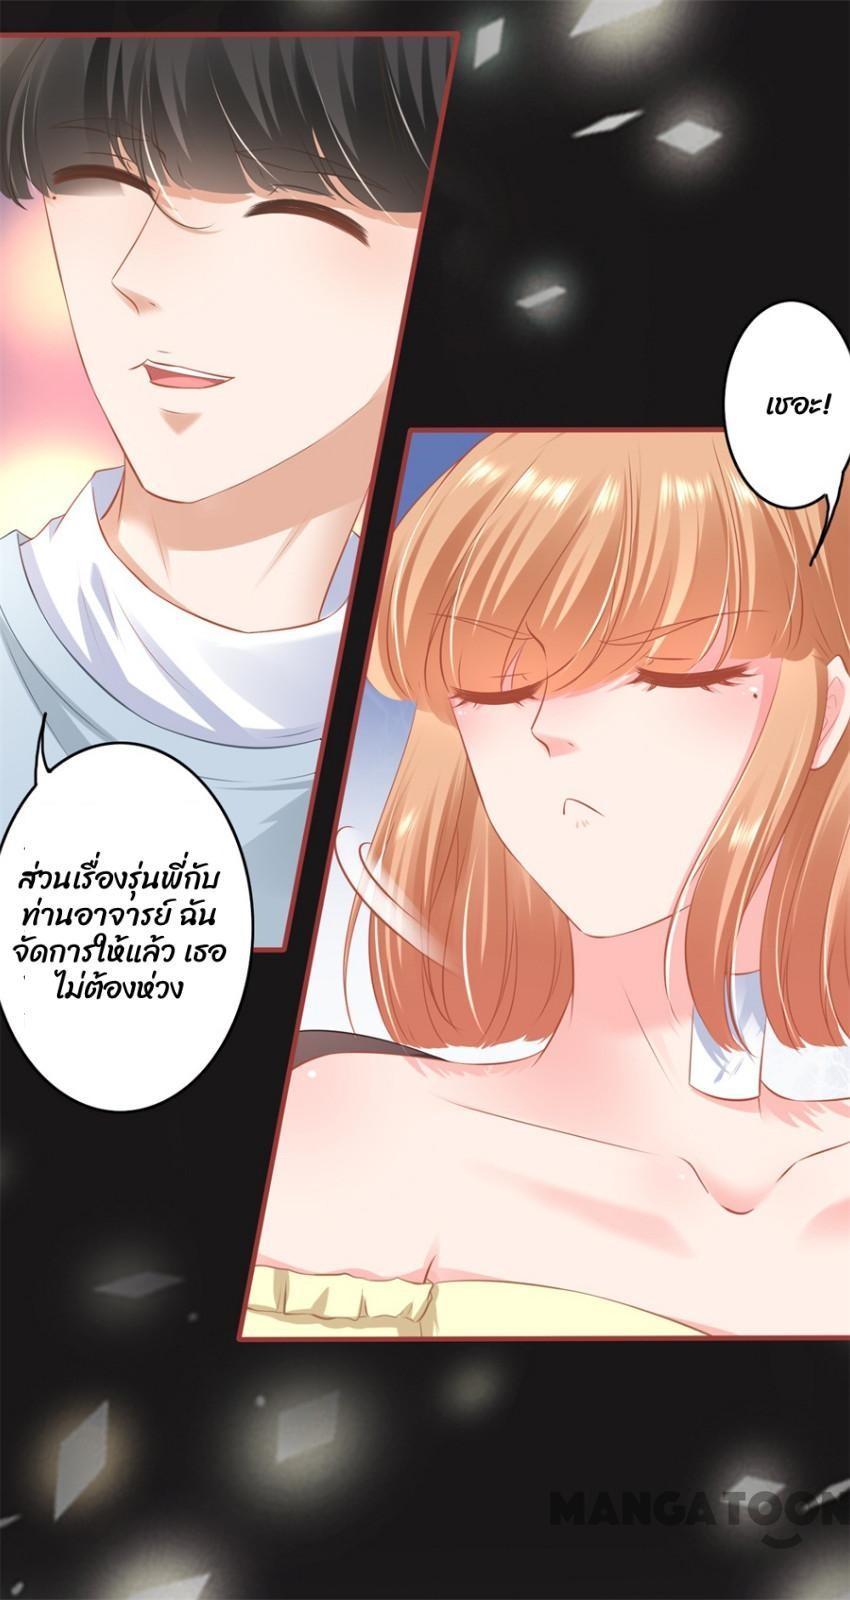 เชอะ!
ส่วนเรื่องรุ่นพี่กับ
ท่านอาจารย์ ฉัน
จัดการให้แล้ว เธอ
ไม่ต้องห่วง
MANGATOON